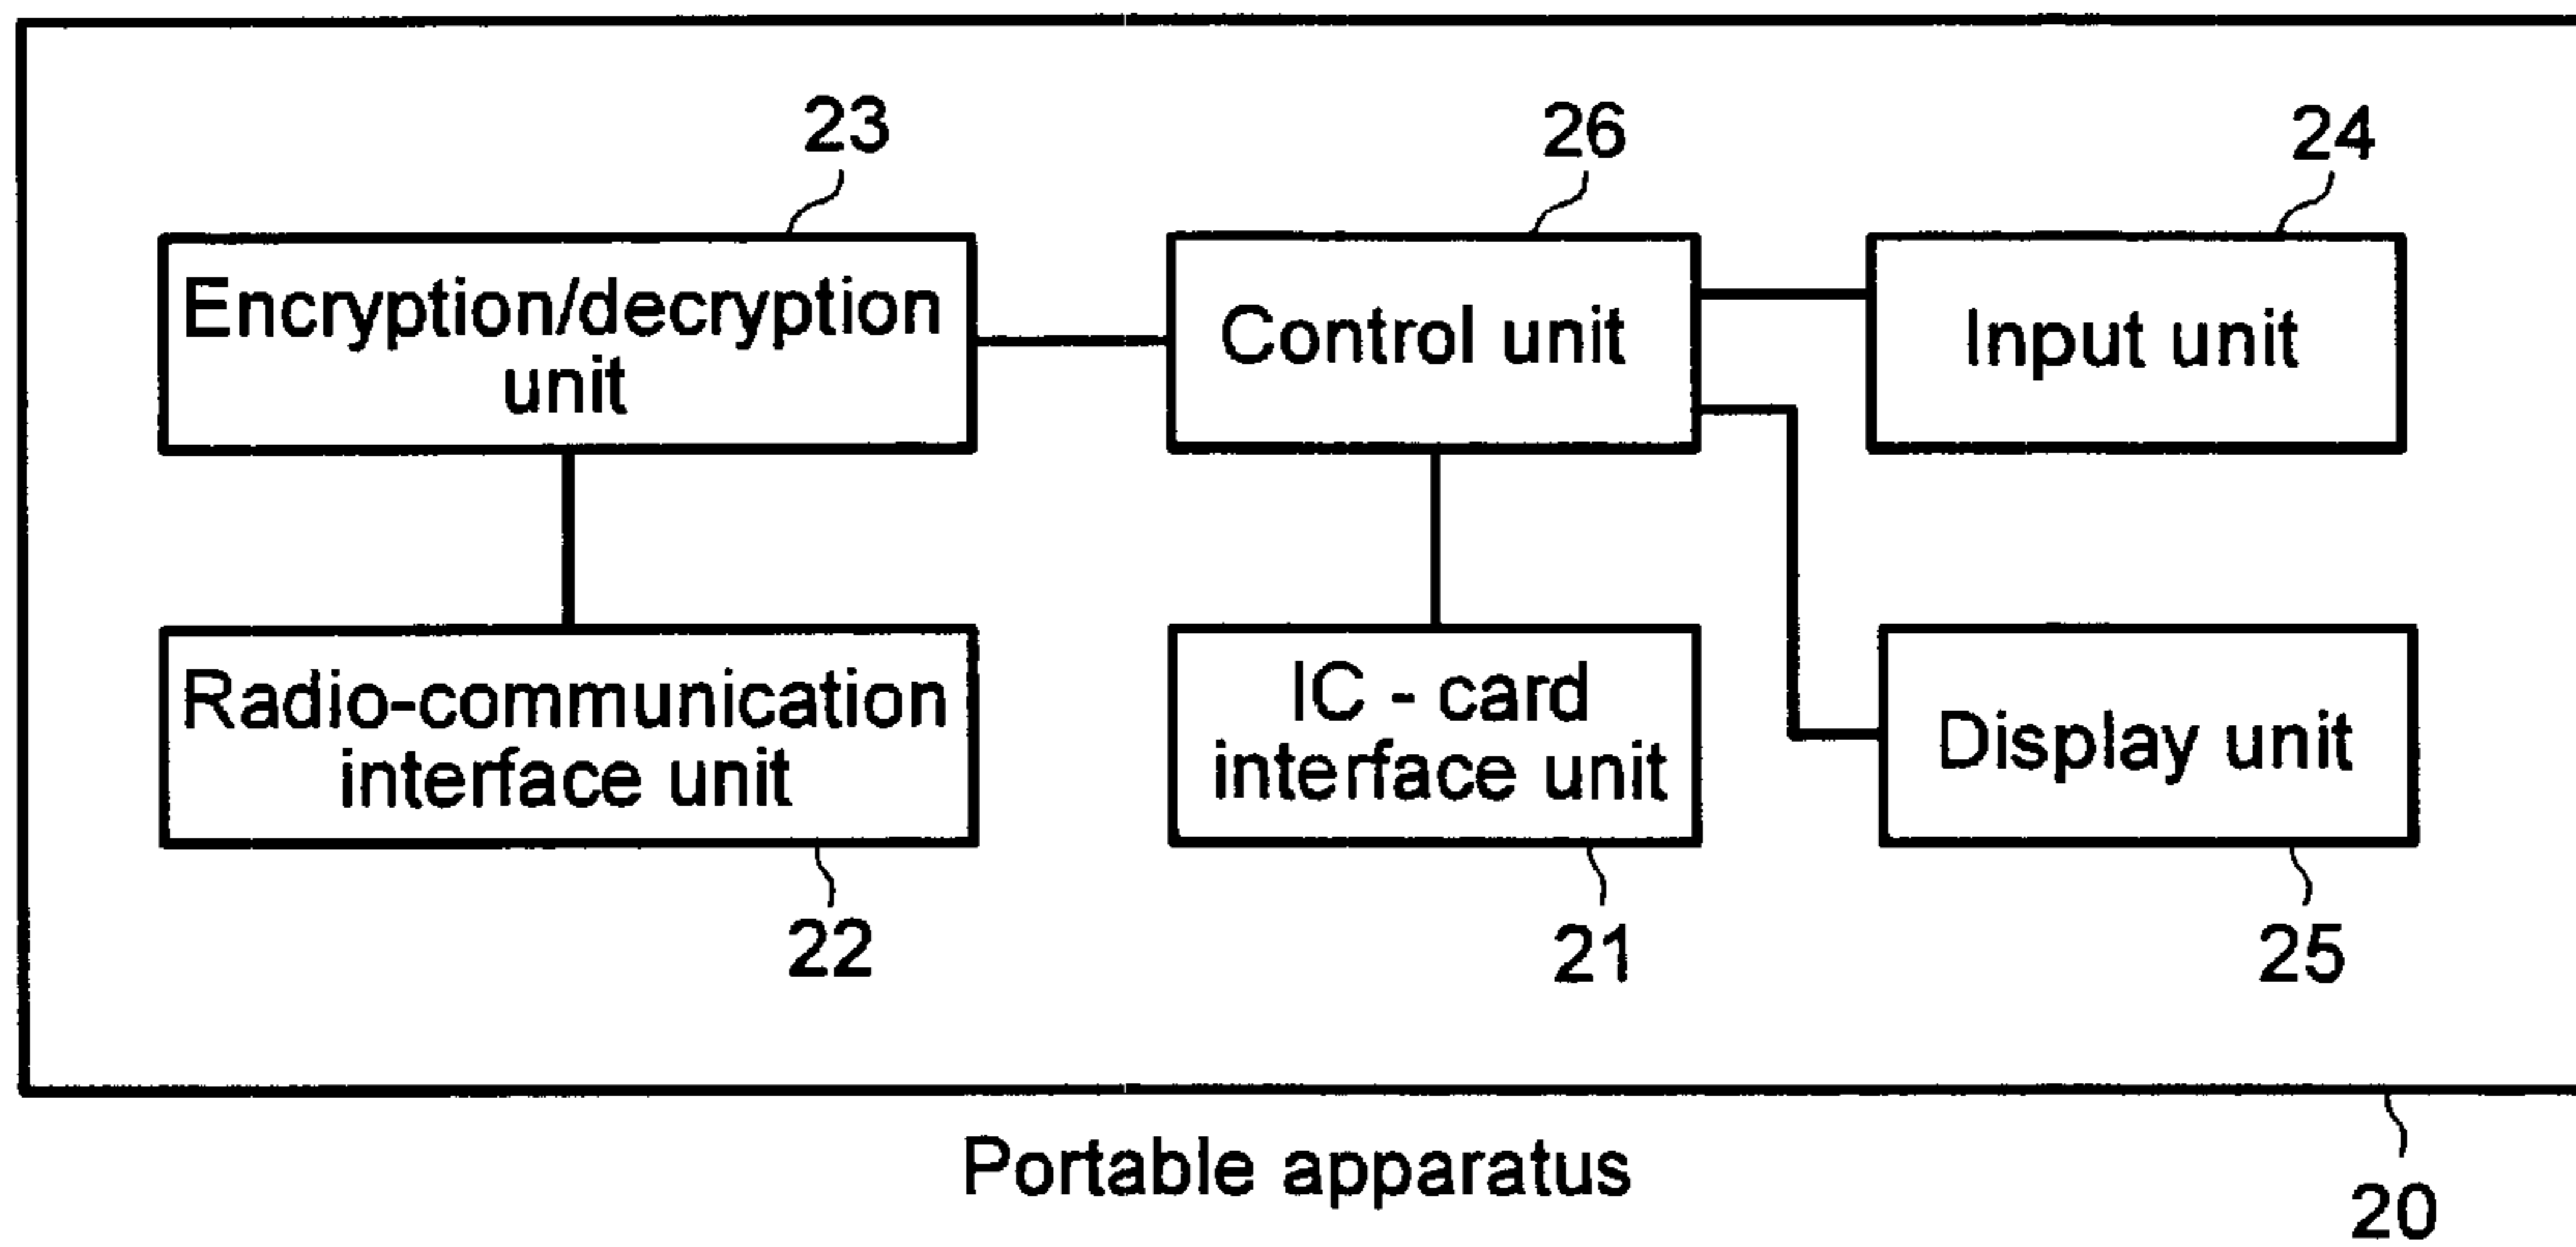 23
26
24
Encryption/decryption
unit
Control unit
Input unit
Radio-communication
interface unit
IC - card
interface unit
Display unit
22
21
25
Portable apparatus
20